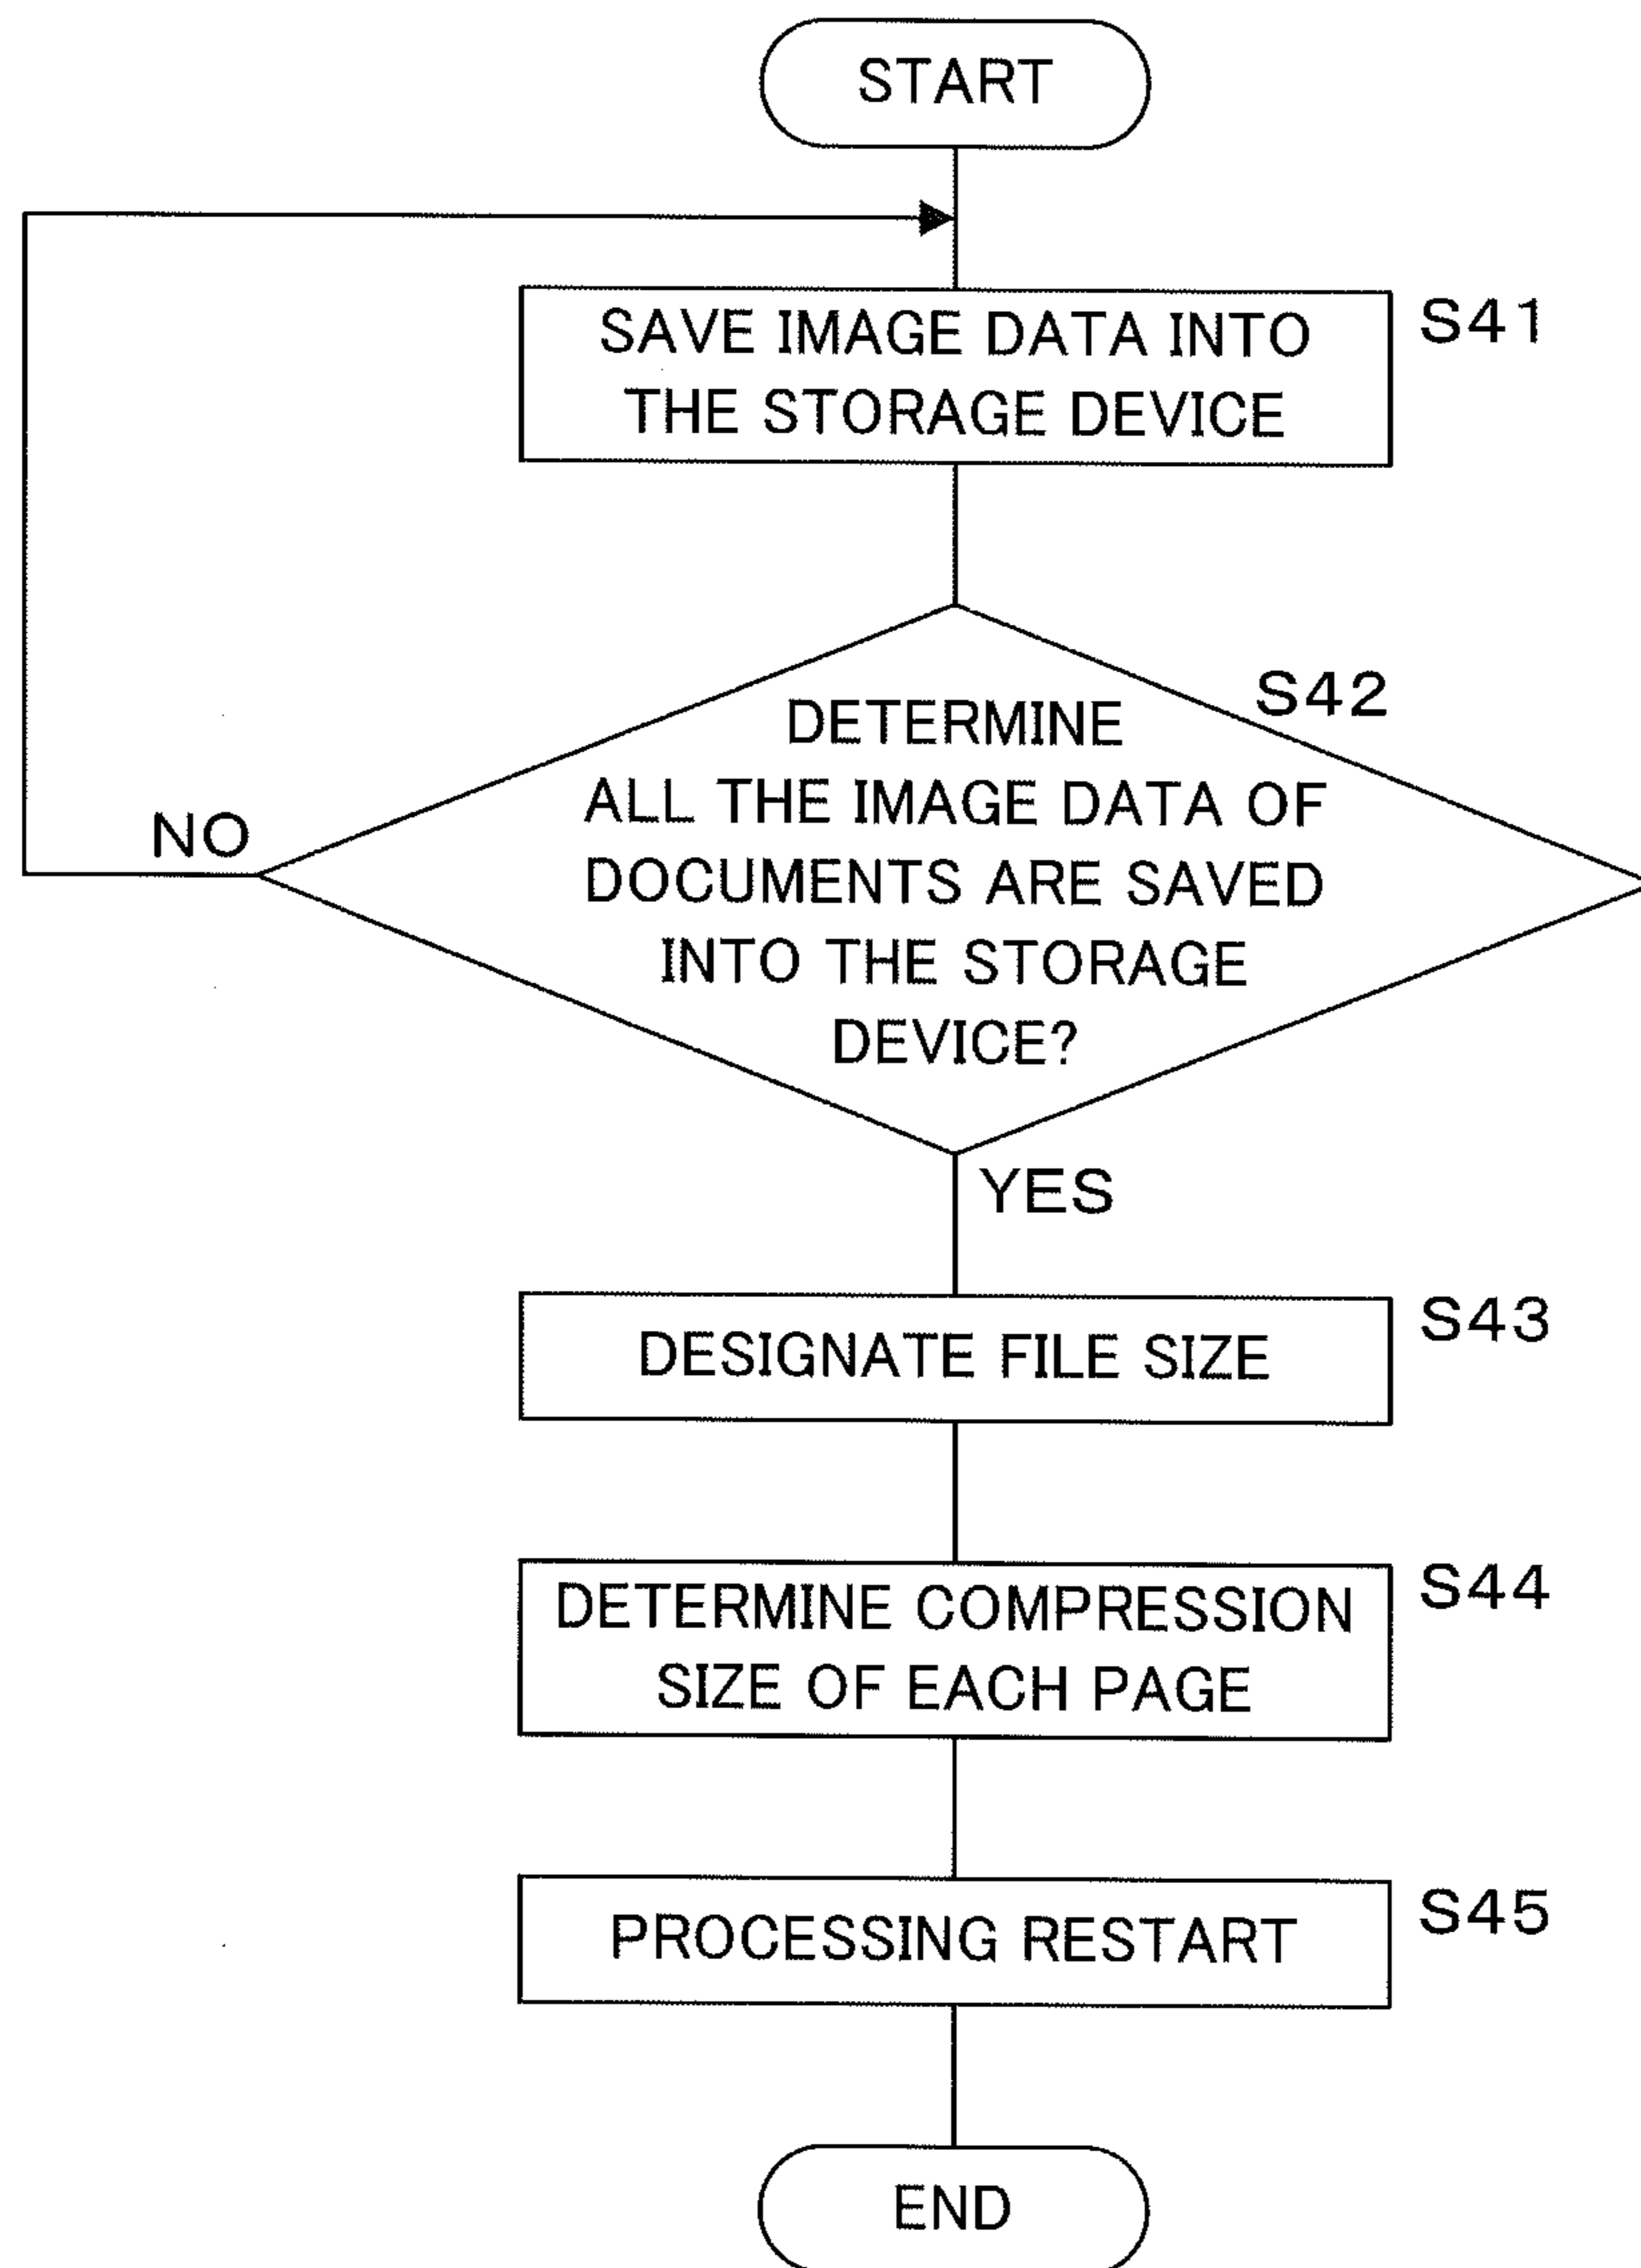 START
SAVE IMAGE DATA INTO
THE STORAGE DEVICE
S41
DETERMINE
ALL THE IMAGE DATA OF
DOCUMENTS ARE SAVED
INTO THE STORAGE
DEVICE?
S42
NO
YES
DESIGNATE FILE SIZE
S43
DETERMINE COMPRESSION
SIZE OF EACH PAGE
S44
PROCESSING RESTART
S45
END